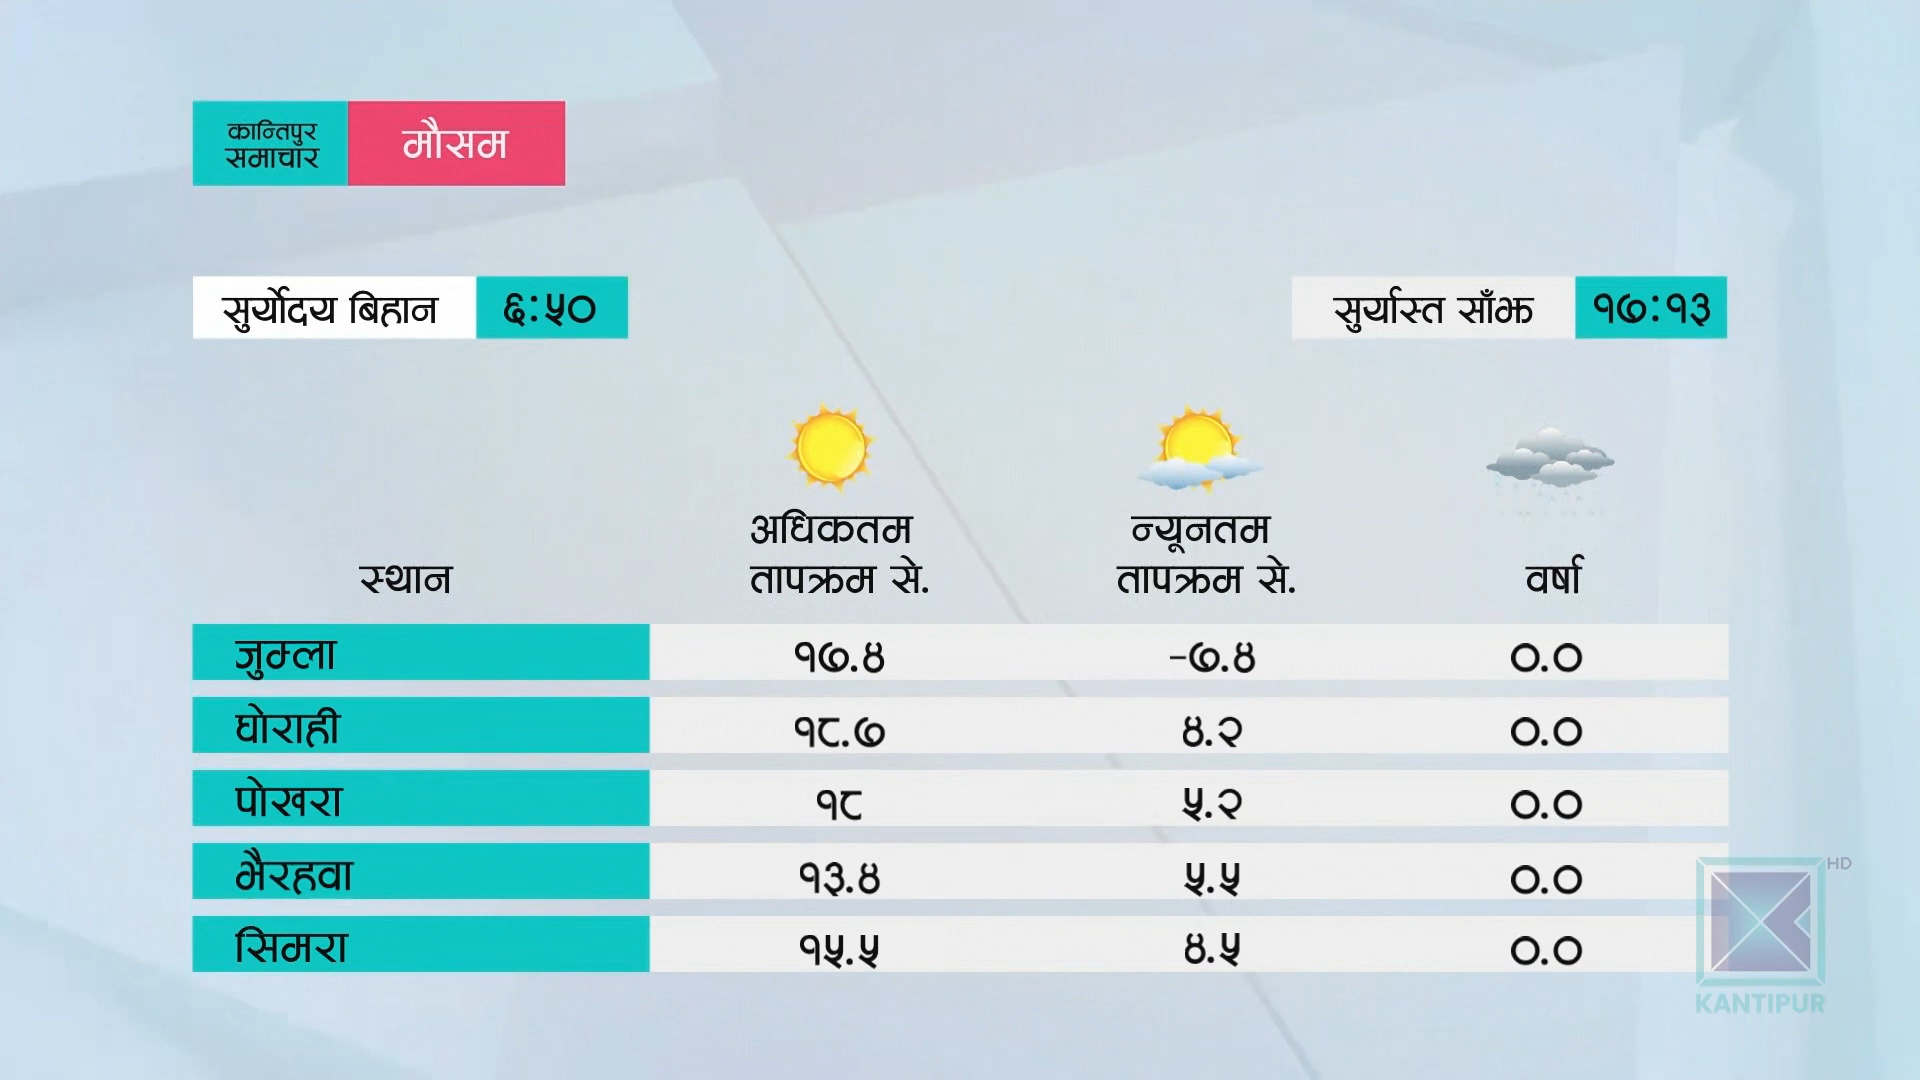 कान्तिपुर
समाचार
मौसम
सुर्योदय बिहान ६:५०
सुर्यास्त साँझ १७:१३
स्थान
अधिकतम
तापक्रम से.
न्यूनतम
तापक्रम से.
वर्षा
जुम्ला १७.४ -७.४ ०.०
घोराही १८.७ ४.२ ०.०
पोखरा १८ ५.२ ०.०
भैरहवा १३.४ ५.५ ०.०
सिमरा १५.५ ४.५ ०.०
HD
KANTIPUR